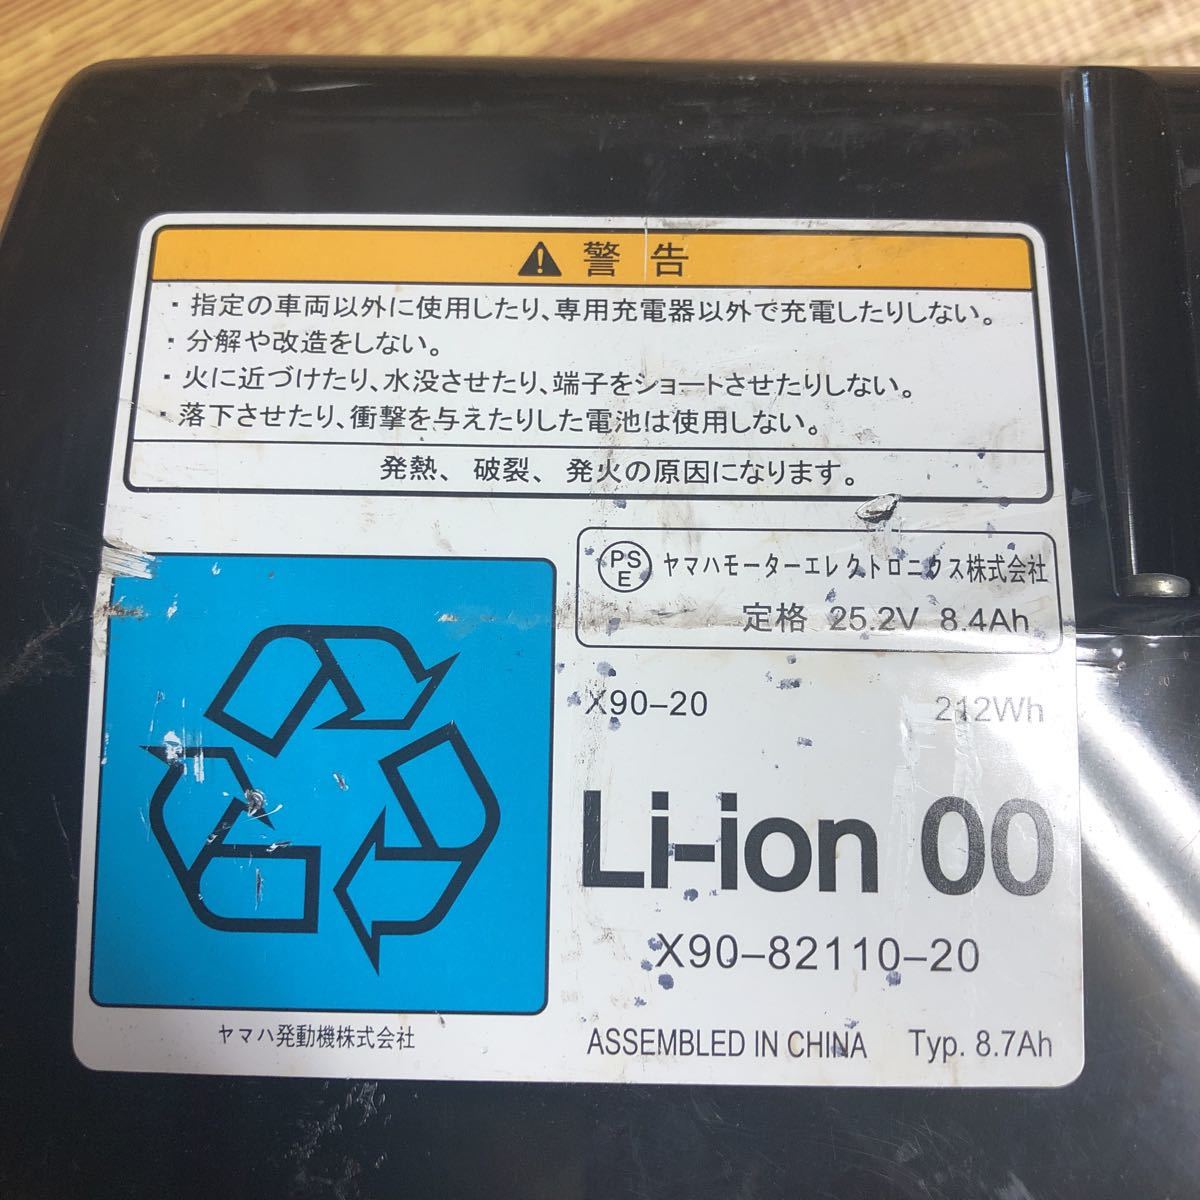 警告
・指定の車両以外に使用したり、専用充電器以外で充電したりしない。
・分解や改造をしない。
・火に近づけたり、水没させたり、端子をショートさせたりしない。
・落下させたり、衝撃を与えたりした電池は使用しない。
発熱、破裂、発火の原因になります。
PS
E
ヤマハモーターエレクトロニクス株式会社
定格 25.2V 8.4Ah
X90-20 212Wh
Li-ion 00
X90-82110-20
ヤマハ発動機株式会社
ASSEMBLED IN CHINA Typ. 8.7Ah